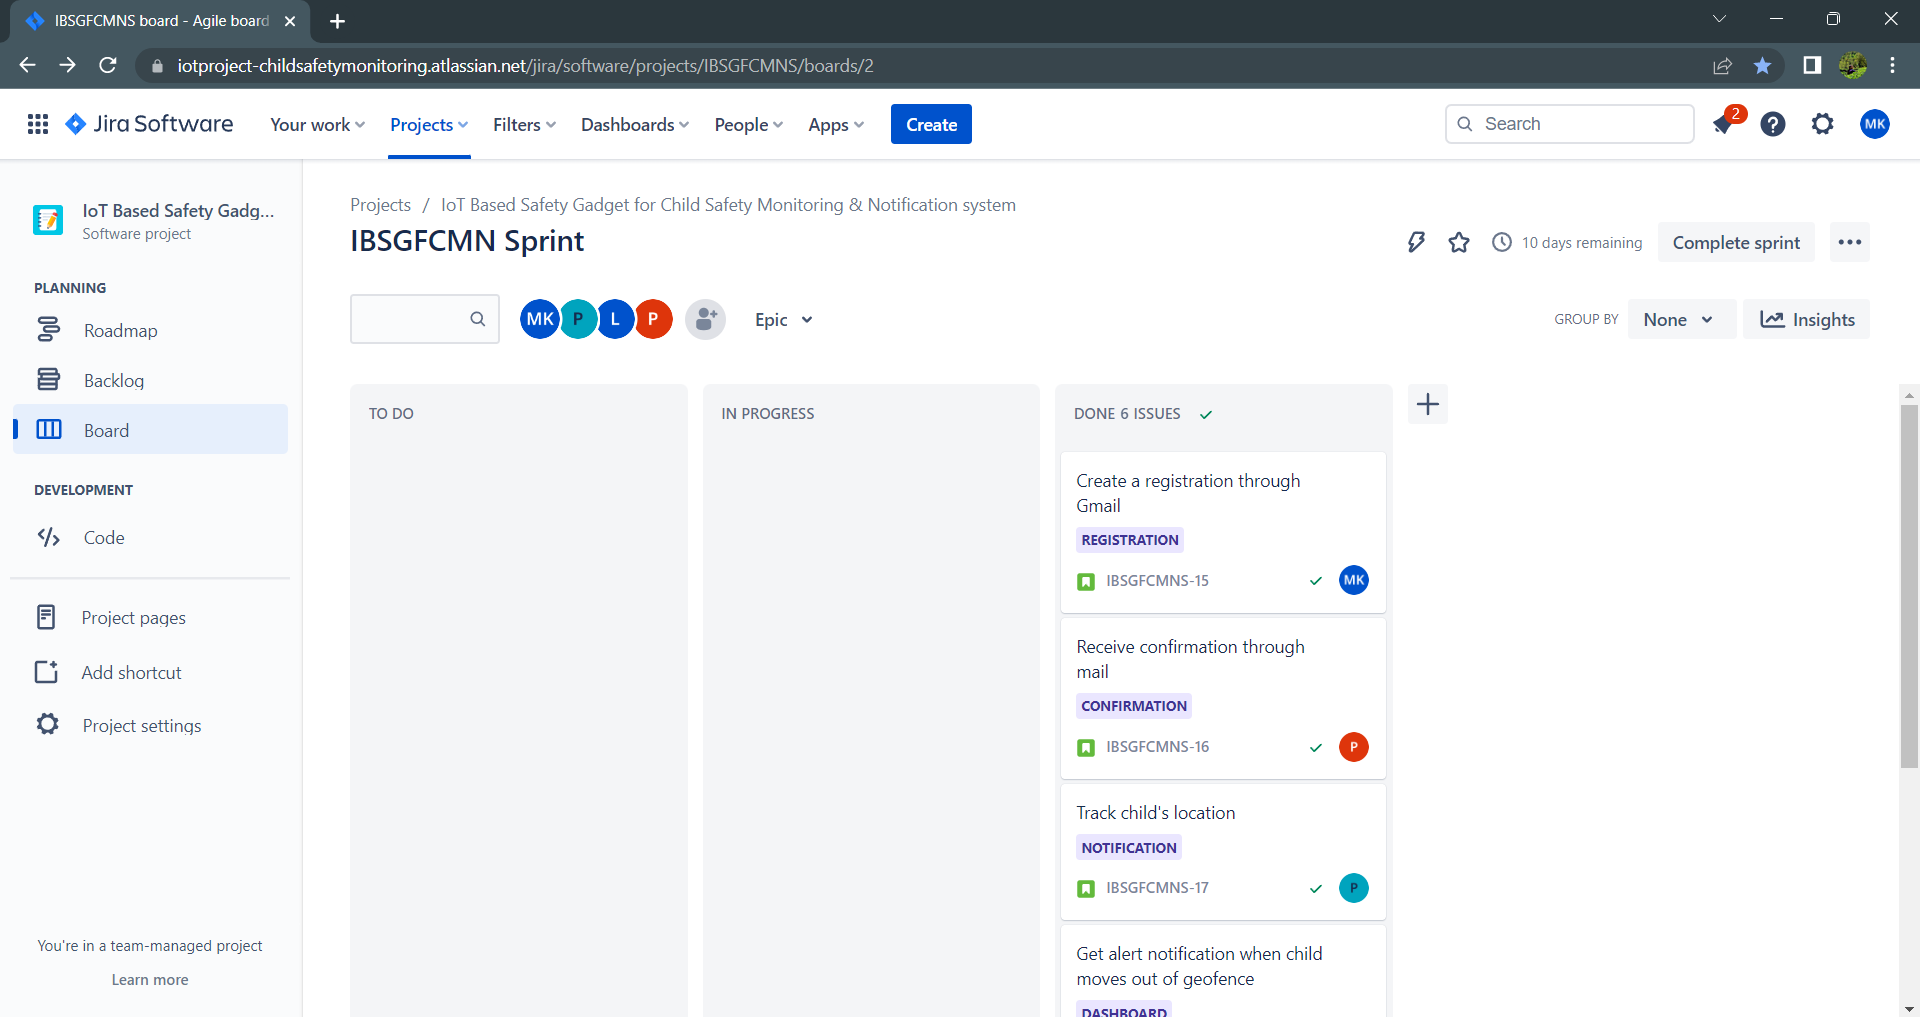 IBSGFCMNS board - Agile board
iotproject-childsafetymonitoring.atlassian.net/jira/software/projects/IBSGFCMNS/boards/2
Jira Software
Your work
Projects
Filters
Dashboards
People
Apps
Create
Search
2
MK
IoT Based Safety Gadg...
Software project
PLANNING
Roadmap
Backlog
Board
DEVELOPMENT
Code
Project pages
Add shortcut
Project settings
You're in a team-managed project
Learn more
Projects / IoT Based Safety Gadget for Child Safety Monitoring & Notification system
IBSGFCMN Sprint
10 days remaining
Complete sprint
MK P L P
Epic
GROUP BY
None
Insights
TO DO
IN PROGRESS
DONE 6 ISSUES
Create a registration through
Gmail
REGISTRATION
IBSGFCMNS-15
MK
Receive confirmation through
mail
CONFIRMATION
IBSGFCMNS-16
P
Track child's location
NOTIFICATION
IBSGFCMNS-17
P
Get alert notification when child
moves out of geofence
DASHBOARD